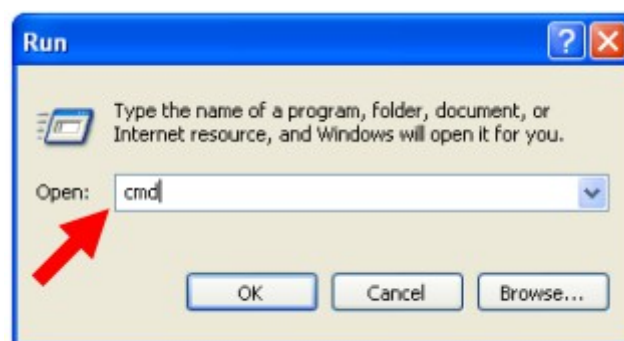 Run
Type the name of a program, folder, document, or
Internet resource, and Windows will open it for you.
Open: cmd
OK Cancel Browse...